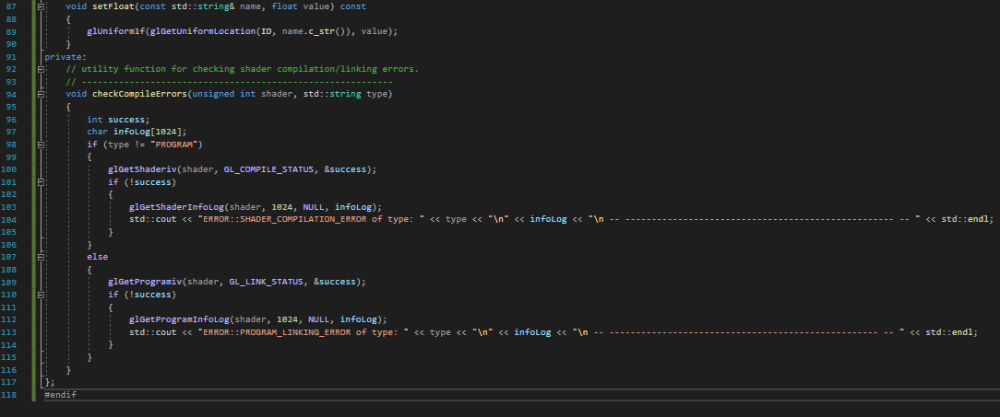 87 void setFloat(const std::string& name, float value) const
88 {
89 glUniform1f(glGetUniformLocation(ID, name.c_str()), value);
90 }
91 private:
92 // utility function for checking shader compilation/linking errors.
93 // ------------------------------------------------------------------------
94 void checkCompileErrors(unsigned int shader, std::string type)
95 {
96 int success;
97 char infoLog[1024];
98 if (type != "PROGRAM")
99 {
100 glGetShaderiv(shader, GL_COMPILE_STATUS, &success);
101 if (!success)
102 {
103 glGetShaderInfoLog(shader, 1024, NULL, infoLog);
104 std::cout << "ERROR::SHADER_COMPILATION_ERROR of type: " << type << "\n" << infoLog << "\n -- --------------------------------------------------- -- " << std::endl;
105 }
106 }
107 else
108 {
109 glGetProgramiv(shader, GL_LINK_STATUS, &success);
110 if (!success)
111 {
112 glGetProgramInfoLog(shader, 1024, NULL, infoLog);
113 std::cout << "ERROR::PROGRAM_LINKING_ERROR of type: " << type << "\n" << infoLog << "\n -- --------------------------------------------------- -- " << std::endl;
114 }
115 }
116 }
117 };
118 #endif